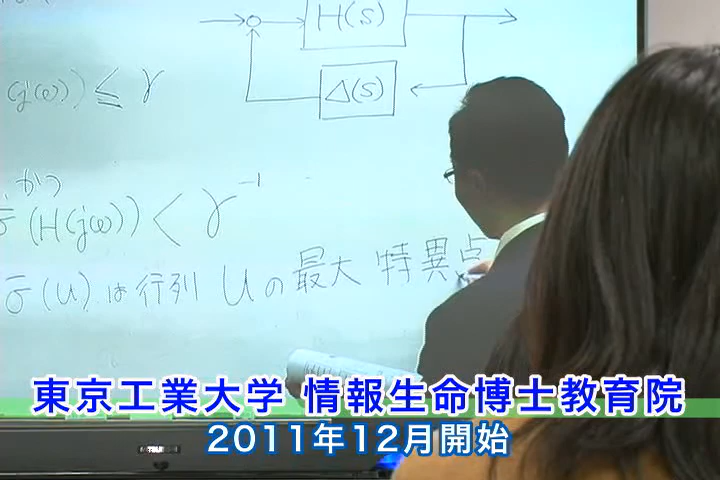 H(s)
Δ(s)
(j(ω)) ≦ γ
かつ
σ̄(H(jω)) < γ⁻¹
σ̄(U) は 行列 U の 最大 特異点
東京工業大学 情報生命博士教育院
2011年12月開始